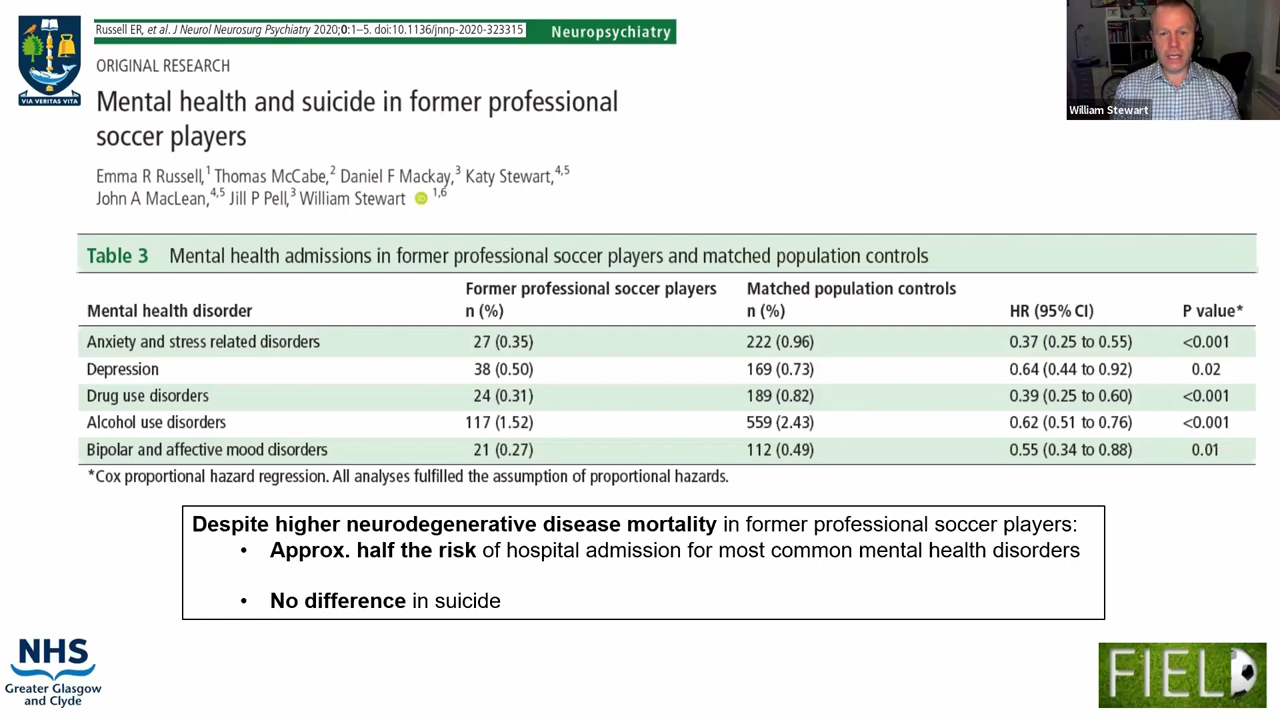 Russell ER, et al. J Neurol Neurosurg Psychiatry 2020;0:1–5. doi:10.1136/jnnp-2020-323315
Neuropsychiatry
VIA VERITAS VITA
William Stewart
ORIGINAL RESEARCH
Mental health and suicide in former professional
soccer players
Emma R Russell,1 Thomas McCabe,2 Daniel F Mackay,3 Katy Stewart,4,5
John A MacLean,4,5 Jill P Pell,3 William Stewart iD 1,6
Table 3 Mental health admissions in former professional soccer players and matched population controls
Mental health disorder Former professional soccer players n (%) Matched population controls n (%) HR (95% CI) P value*
Anxiety and stress related disorders 27 (0.35) 222 (0.96) 0.37 (0.25 to 0.55) <0.001
Depression 38 (0.50) 169 (0.73) 0.64 (0.44 to 0.92) 0.02
Drug use disorders 24 (0.31) 189 (0.82) 0.39 (0.25 to 0.60) <0.001
Alcohol use disorders 117 (1.52) 559 (2.43) 0.62 (0.51 to 0.76) <0.001
Bipolar and affective mood disorders 21 (0.27) 112 (0.49) 0.55 (0.34 to 0.88) 0.01
*Cox proportional hazard regression. All analyses fulfilled the assumption of proportional hazards.
Despite higher neurodegenerative disease mortality in former professional soccer players:
• Approx. half the risk of hospital admission for most common mental health disorders
• No difference in suicide
NHS
Greater Glasgow
and Clyde
FIELD